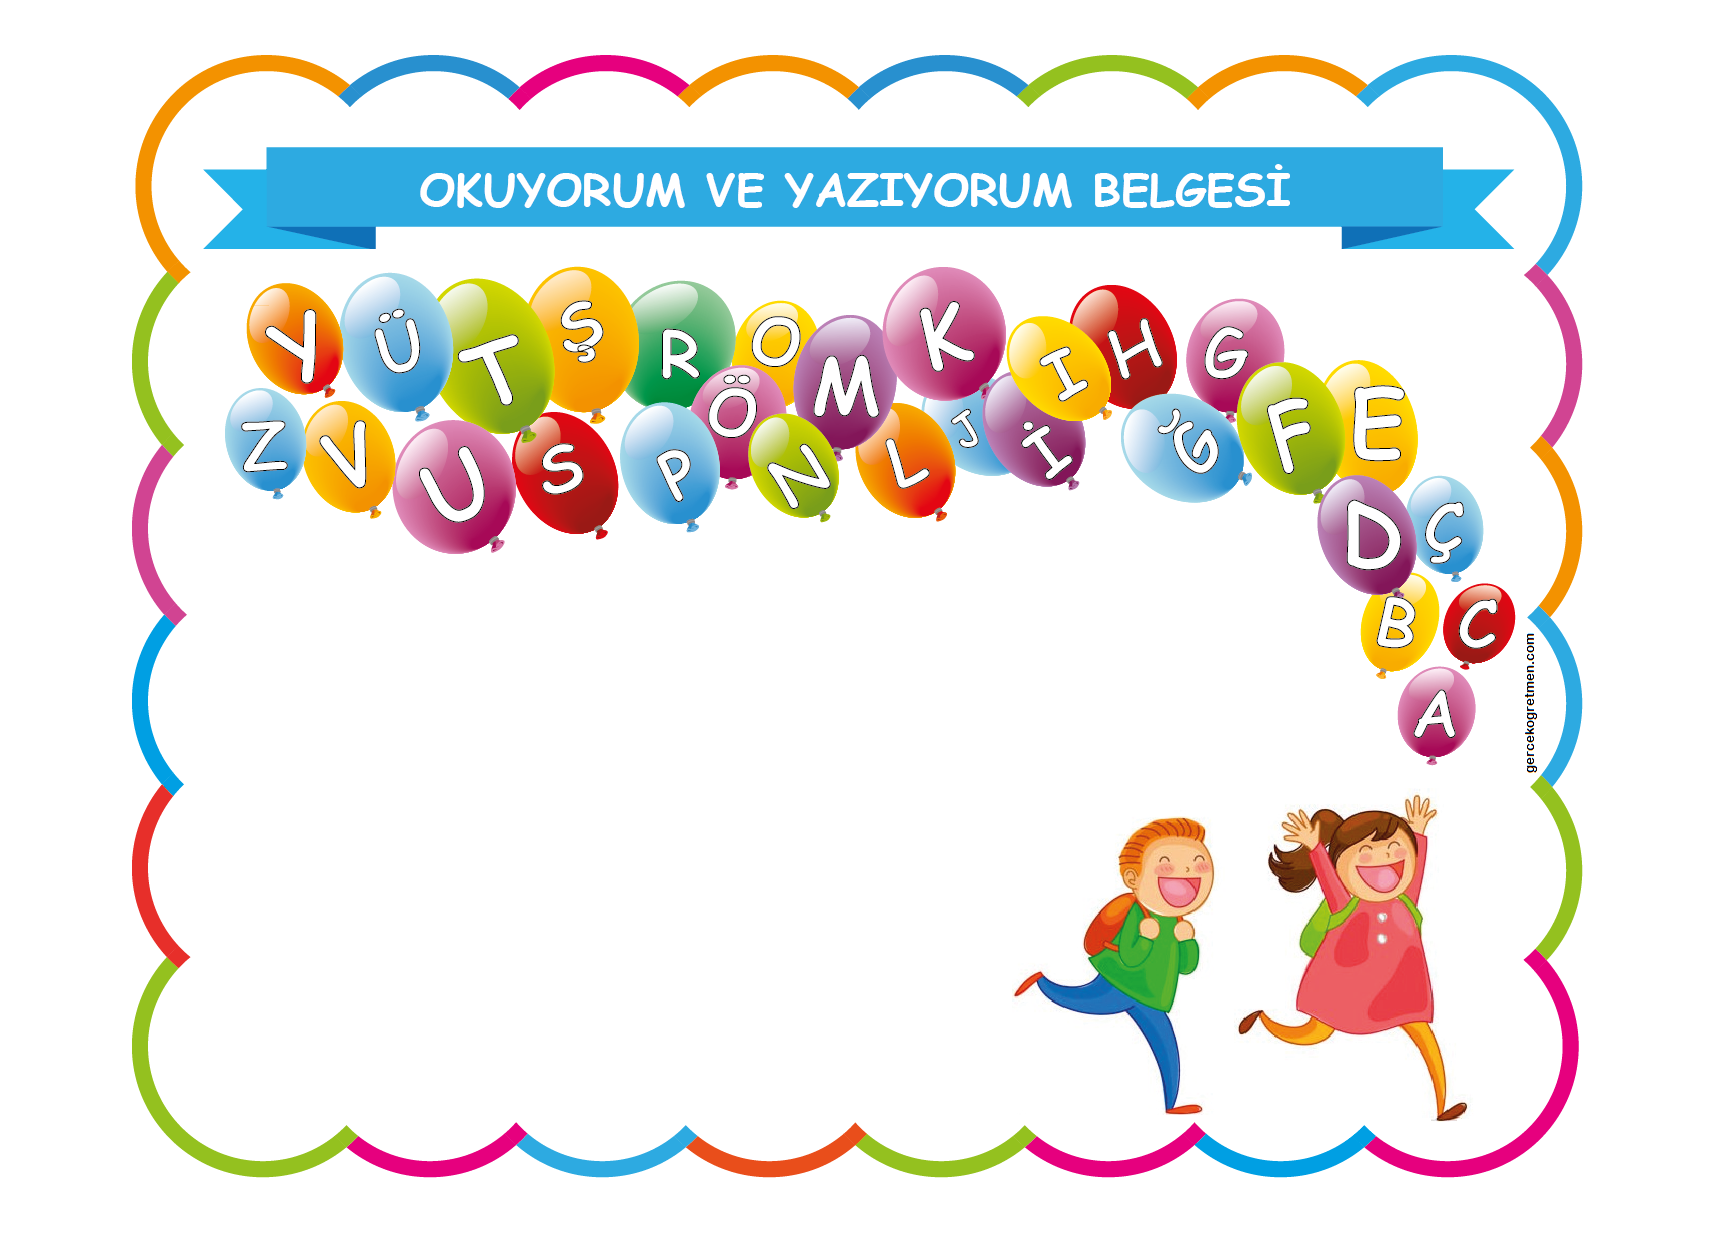 OKUYORUM VE YAZIYORUM BELGESİ
Y Ü T Ş R O M K I H G
Z V U S P Ö N L J İ Ğ F E
D Ç
B C
A
gercekogretmen.com